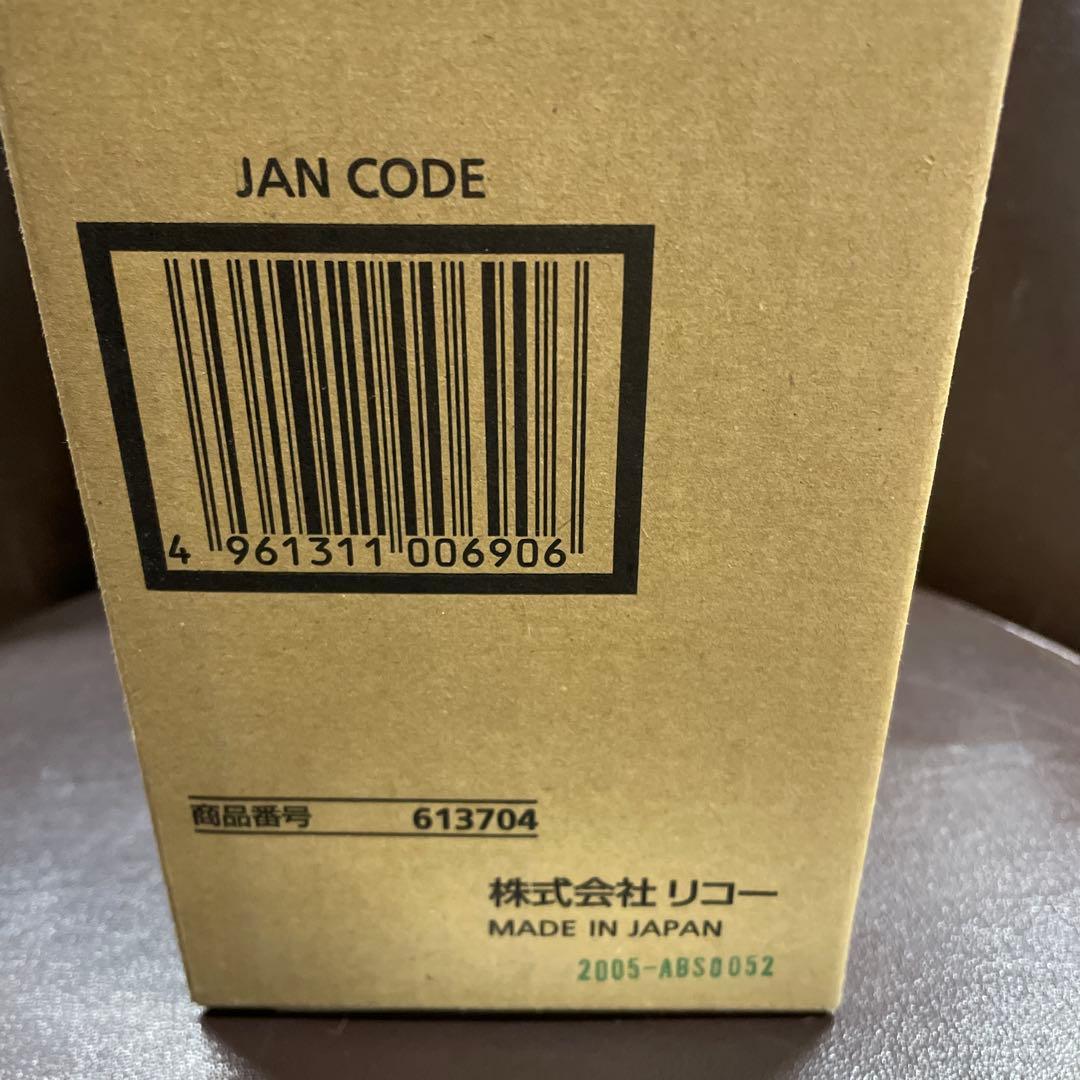 JAN CODE
4 961311 006906
商品番号 613704
株式会社 リコー
MADE IN JAPAN
2005-ABS0052